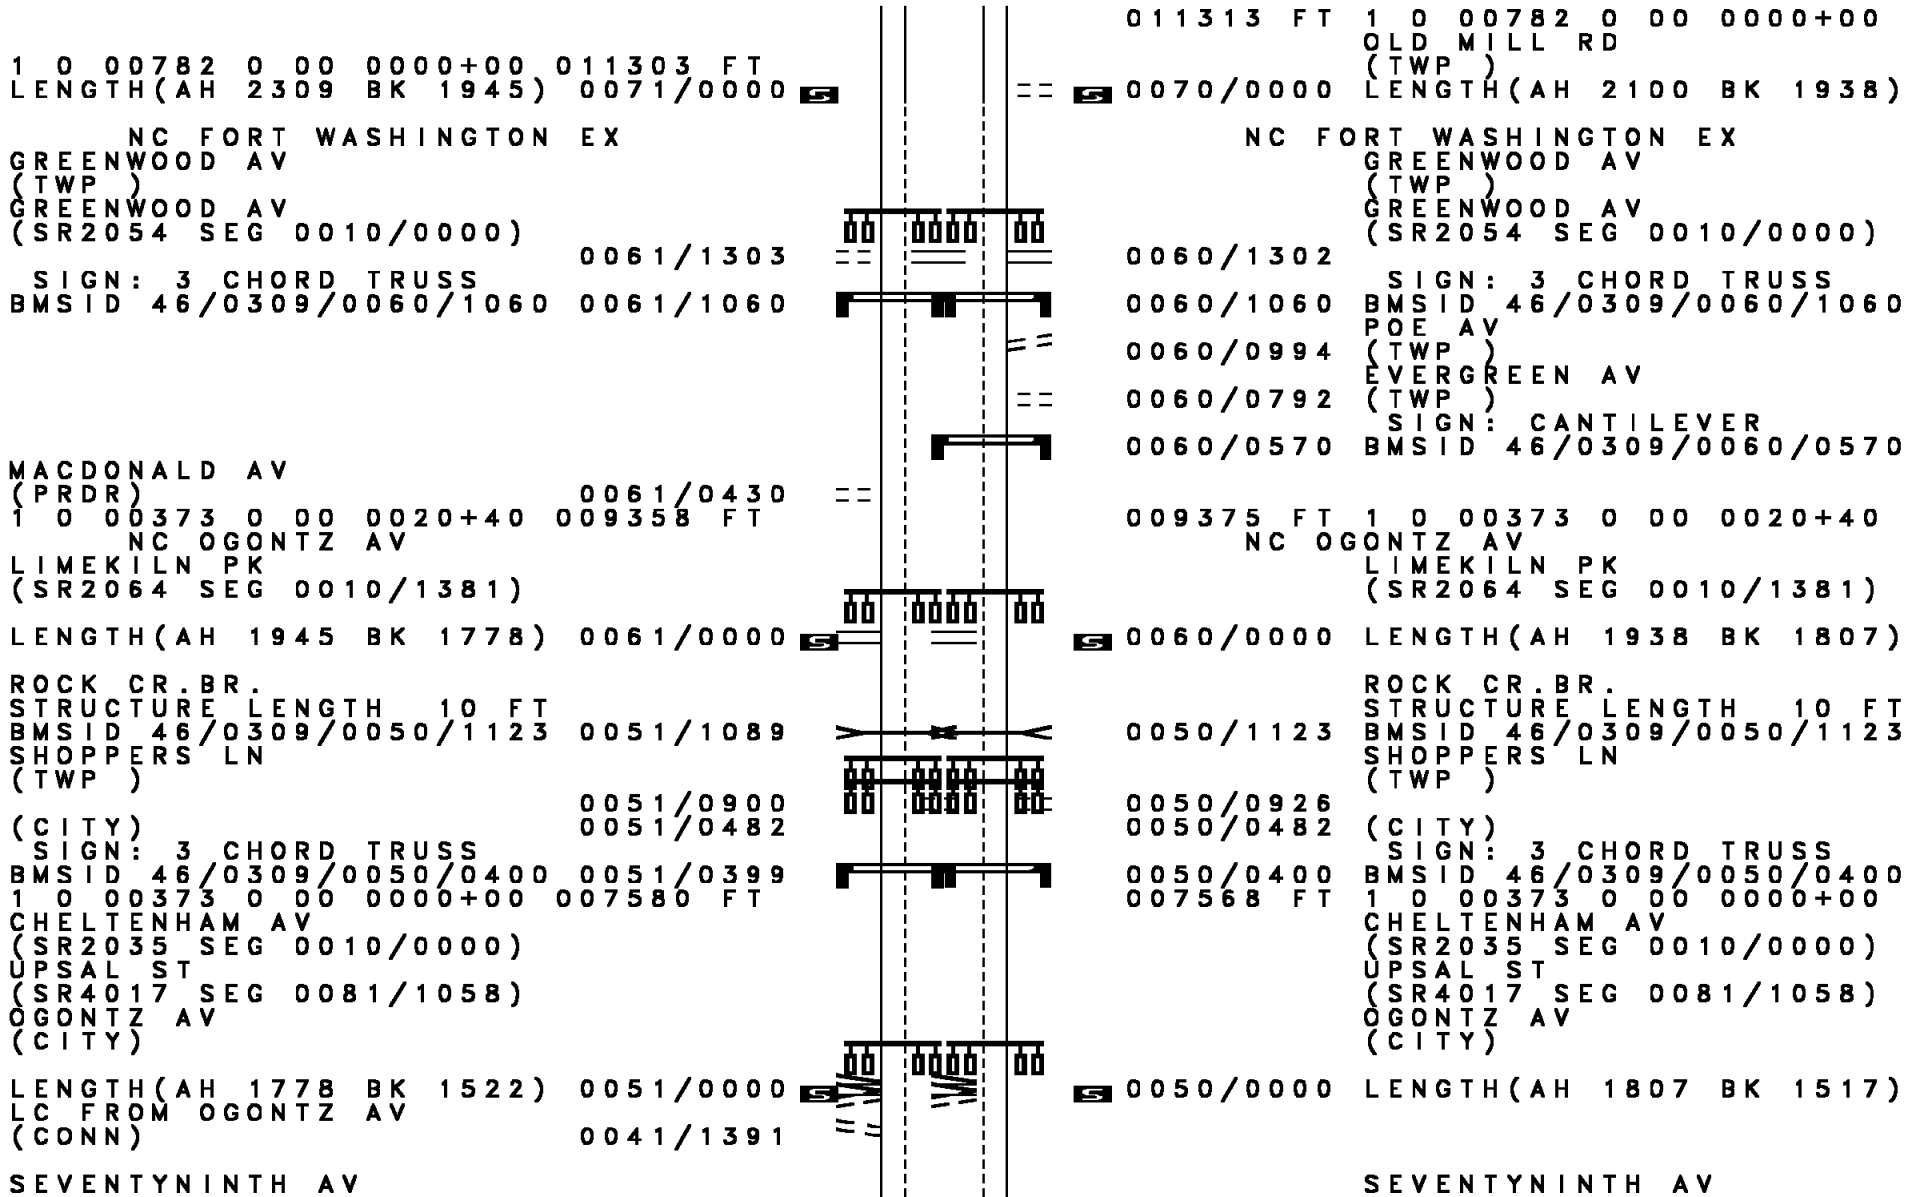 011313 FT 1 0 00782 0 00 0000+00
OLD MILL RD
1 0 00782 0 00 0000+00 011303 FT
(TWP )
LENGTH(AH 2309 BK 1945) 0071/0000 S S 0070/0000 LENGTH(AH 2100 BK 1938)
NC FORT WASHINGTON EX NC FORT WASHINGTON EX
GREENWOOD AV GREENWOOD AV
(TWP ) (TWP )
GREENWOOD AV GREENWOOD AV
(SR2054 SEG 0010/0000) (SR2054 SEG 0010/0000)
0061/1303 0060/1302
SIGN: 3 CHORD TRUSS SIGN: 3 CHORD TRUSS
BMSID 46/0309/0060/1060 0061/1060 0060/1060 BMSID 46/0309/0060/1060
POE AV
0060/0994 (TWP )
EVERGREEN AV
0060/0792 (TWP )
SIGN: CANTILEVER
0060/0570 BMSID 46/0309/0060/0570
MACDONALD AV
(PRDR) 0061/0430
1 0 00373 0 00 0020+40 009358 FT 009375 FT 1 0 00373 0 00 0020+40
NC OGONTZ AV NC OGONTZ AV
LIMEKILN PK LIMEKILN PK
(SR2064 SEG 0010/1381) (SR2064 SEG 0010/1381)
LENGTH(AH 1945 BK 1778) 0061/0000 S S 0060/0000 LENGTH(AH 1938 BK 1807)
ROCK CR.BR. ROCK CR.BR.
STRUCTURE LENGTH 10 FT STRUCTURE LENGTH 10 FT
BMSID 46/0309/0050/1123 0051/1089 0050/1123 BMSID 46/0309/0050/1123
SHOPPERS LN SHOPPERS LN
(TWP ) (TWP )
0051/0900 0050/0926
(CITY) 0051/0482 0050/0482 (CITY)
SIGN: 3 CHORD TRUSS SIGN: 3 CHORD TRUSS
BMSID 46/0309/0050/0400 0051/0399 0050/0400 BMSID 46/0309/0050/0400
1 0 00373 0 00 0000+00 007580 FT 007568 FT 1 0 00373 0 00 0000+00
CHELTENHAM AV CHELTENHAM AV
(SR2035 SEG 0010/0000) (SR2035 SEG 0010/0000)
UPSAL ST UPSAL ST
(SR4017 SEG 0081/1058) (SR4017 SEG 0081/1058)
OGONTZ AV OGONTZ AV
(CITY) (CITY)
LENGTH(AH 1778 BK 1522) 0051/0000 S S 0050/0000 LENGTH(AH 1807 BK 1517)
LC FROM OGONTZ AV
(CONN) 0041/1391
SEVENTYNINTH AV SEVENTYNINTH AV